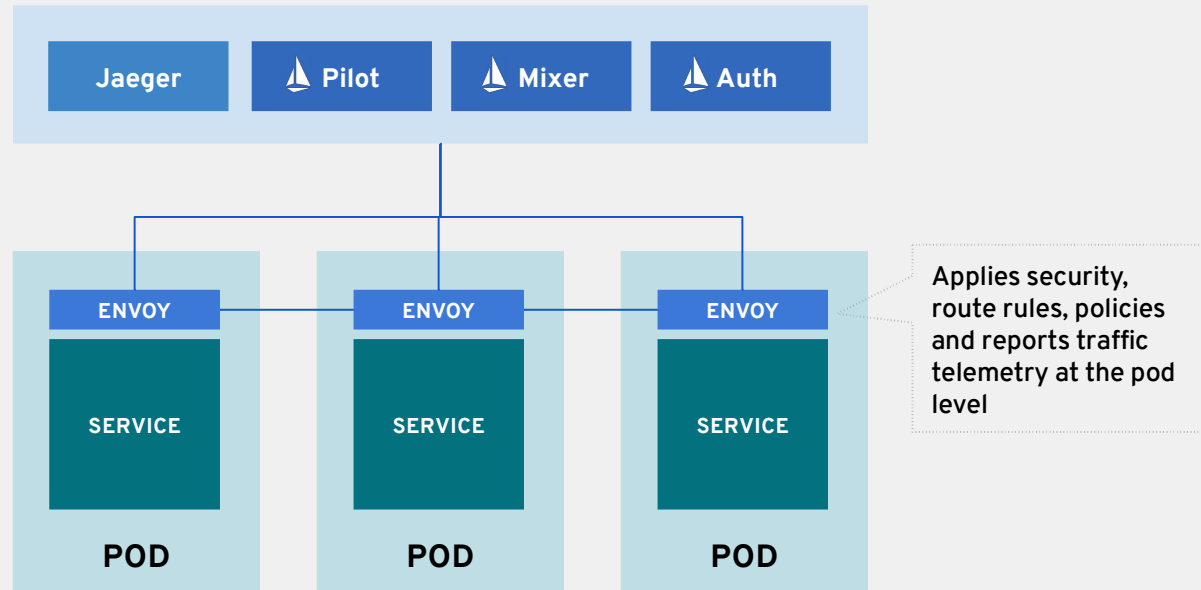 Jaeger
Pilot
Mixer
Auth
ENVOY
ENVOY
ENVOY
Applies security,
route rules, policies
and reports traffic
telemetry at the pod
level
SERVICE
SERVICE
SERVICE
POD
POD
POD